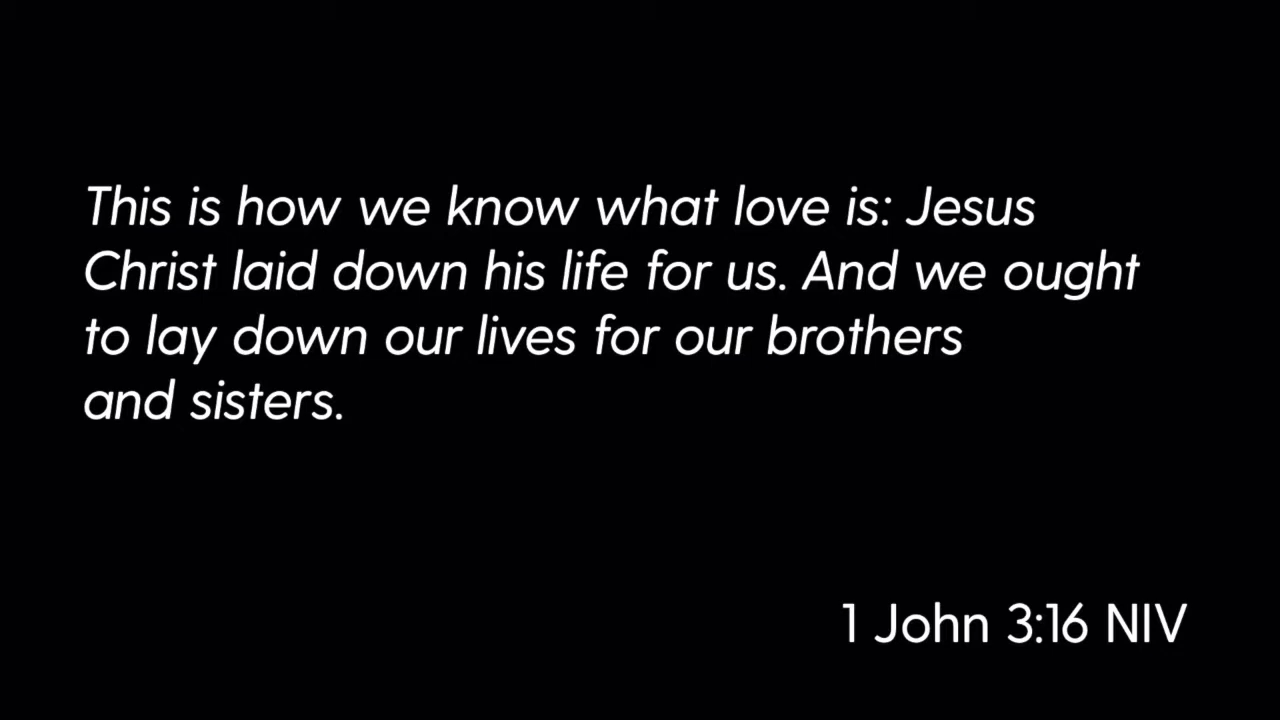 This is how we know what love is: Jesus
Christ laid down his life for us. And we ought
to lay down our lives for our brothers
and sisters.
1 John 3:16 NIV